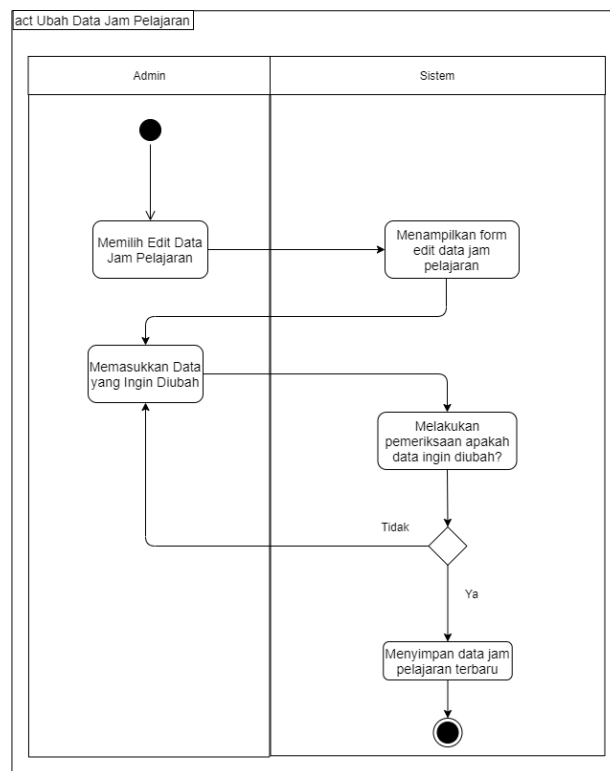 act Ubah Data Jam Pelajaran
Admin
Sistem
Memilih Edit Data
Jam Pelajaran
Menampilkan form
edit data jam
pelajaran
Memasukkan Data
yang Ingin Diubah
Melakukan
pemeriksaan apakah
data ingin diubah?
Tidak
Ya
Menyimpan data jam
pelajaran terbaru